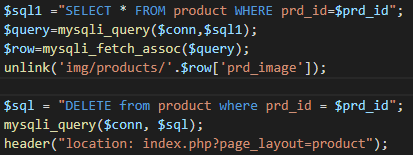 $sql1 ="SELECT * FROM product WHERE prd_id=$prd_id";
$query=mysqli_query($conn,$sql1);
$row=mysqli_fetch_assoc($query);
unlink('img/products/'.$row['prd_image']);
$sql = "DELETE from product where prd_id = $prd_id";
mysqli_query($conn, $sql);
header("location: index.php?page_layout=product");